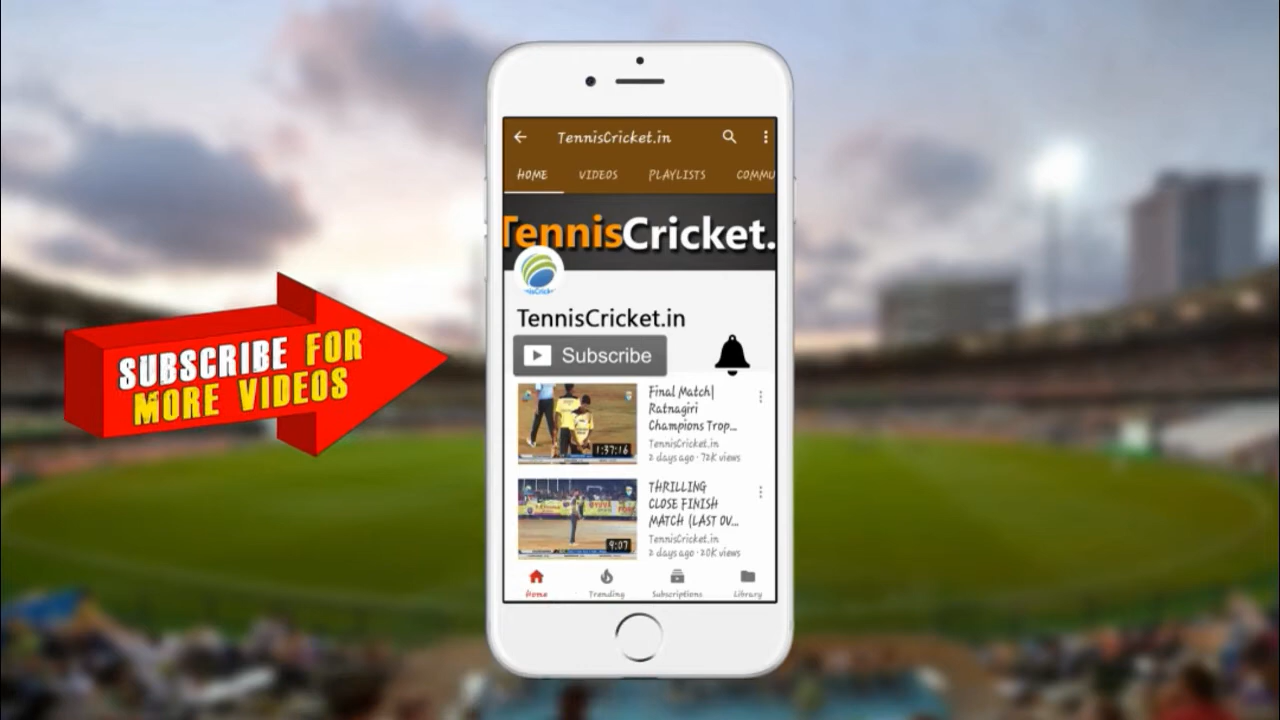 SUBSCRIBE FOR
MORE VIDEOS
TennisCricket.in
HOME VIDEOS PLAYLISTS COMMU
TennisCricket.
TennisCricket.in
Subscribe
Final Match|
Ratnagiri
Champions Trop...
TennisCricket.in
2 days ago · 72K views
1:37:16
THRILLING
CLOSE FINISH
MATCH (LAST OV...
TennisCricket.in
2 days ago · 20K views
9:07
Home Trending Subscriptions Library